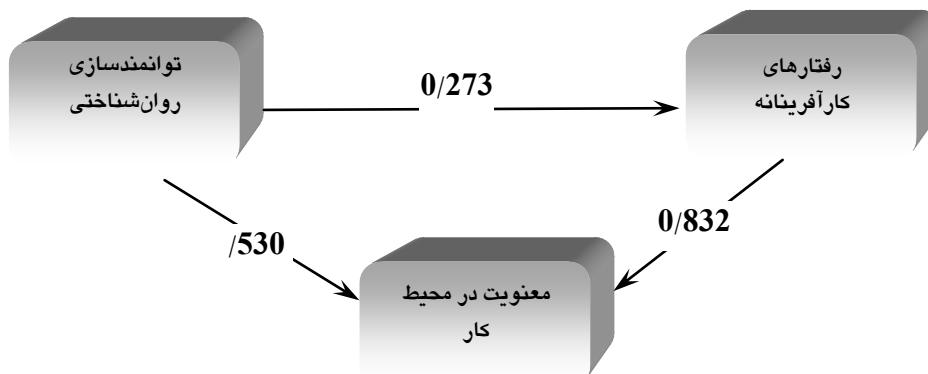 رفتارهای
کارآفرینانه
توانمندسازی
روان‌شناختی
0/273
0/832
/530
معنویت در محیط
کار